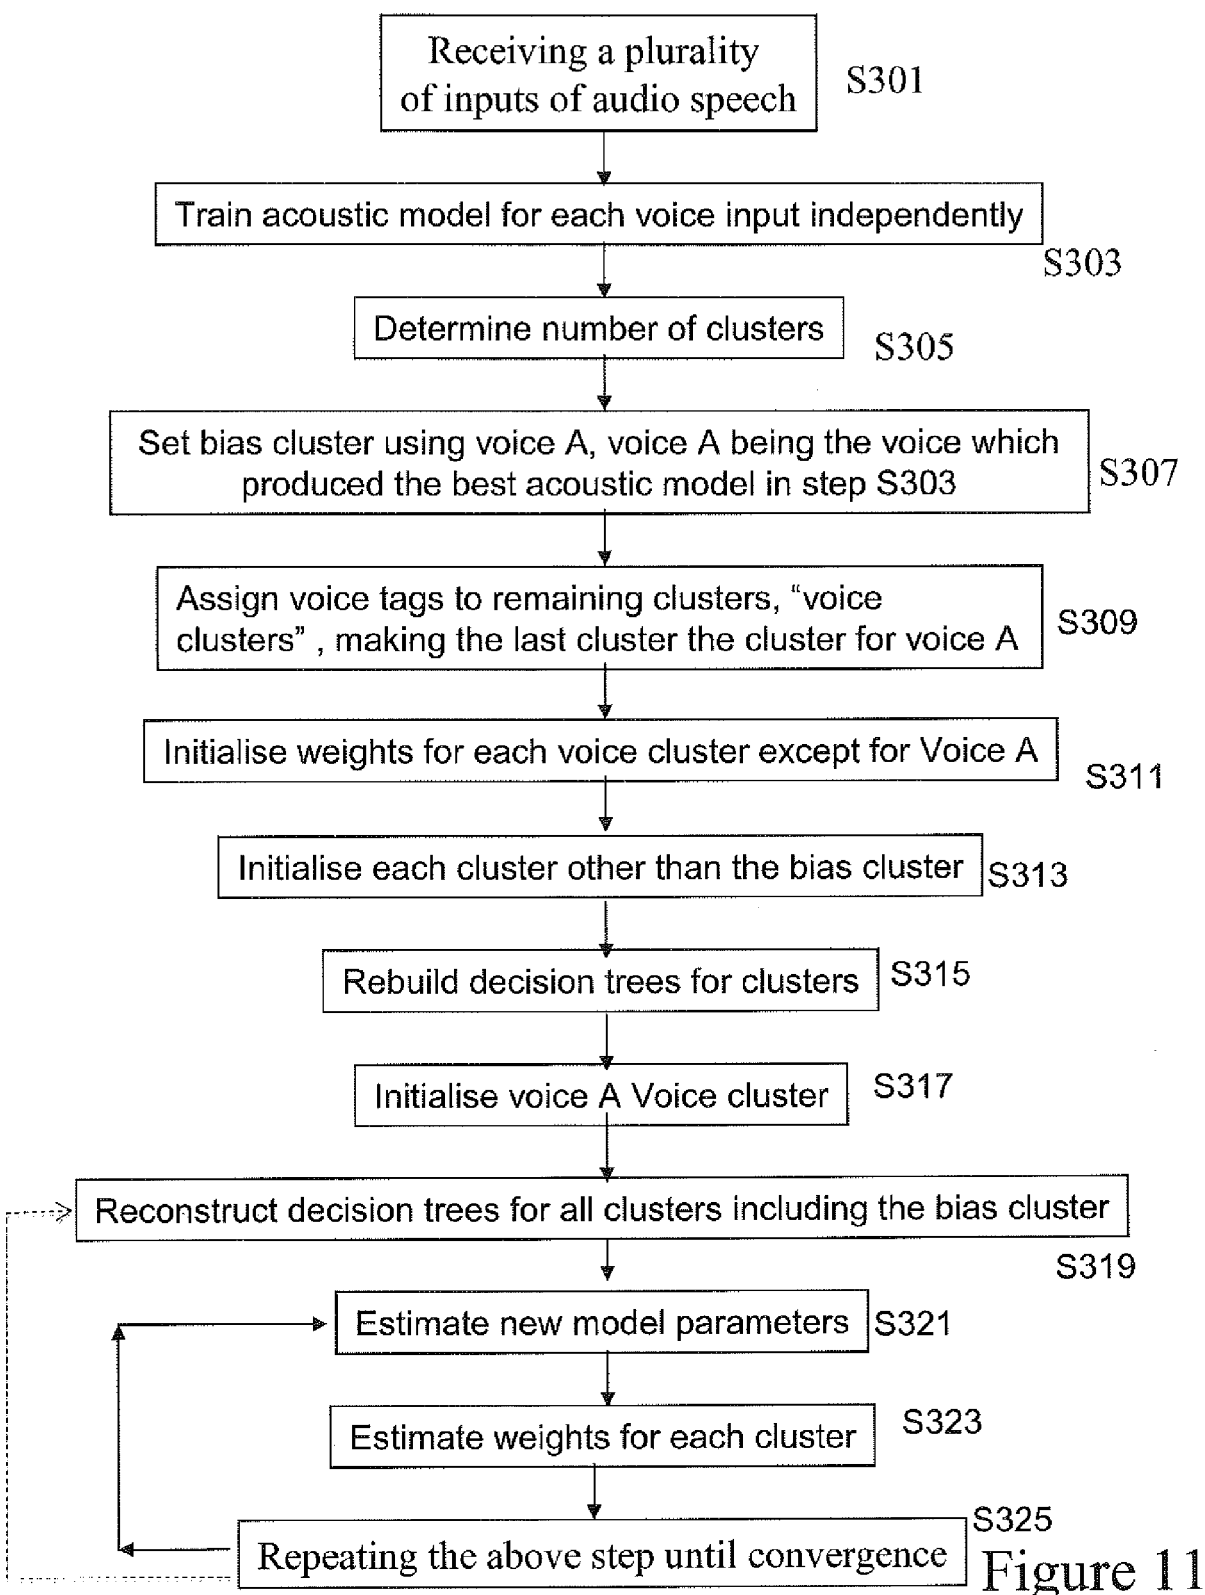 Receiving a plurality
of inputs of audio speech
S301
Train acoustic model for each voice input independently
S303
Determine number of clusters
S305
Set bias cluster using voice A, voice A being the voice which
produced the best acoustic model in step S303
S307
Assign voice tags to remaining clusters, “voice
clusters” , making the last cluster the cluster for voice A
S309
Initialise weights for each voice cluster except for Voice A
S311
Initialise each cluster other than the bias cluster
S313
Rebuild decision trees for clusters
S315
Initialise voice A Voice cluster
S317
Reconstruct decision trees for all clusters including the bias cluster
S319
Estimate new model parameters
S321
Estimate weights for each cluster
S323
Repeating the above step until convergence
S325
Figure 11